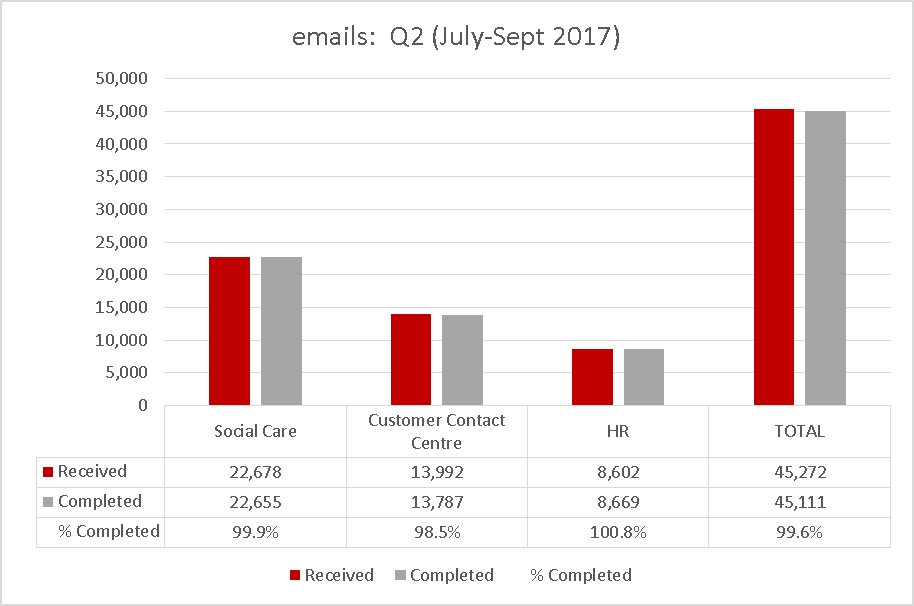 emails:  Q2 (July-Sept 2017)
50,000
45,000
40,000
35,000
30,000
25,000
20,000
15,000
10,000
5,000
0
Social Care Customer Contact Centre HR TOTAL
Received 22,678 13,992 8,602 45,272
Completed 22,655 13,787 8,669 45,111
% Completed 99.9% 98.5% 100.8% 99.6%
Received Completed % Completed